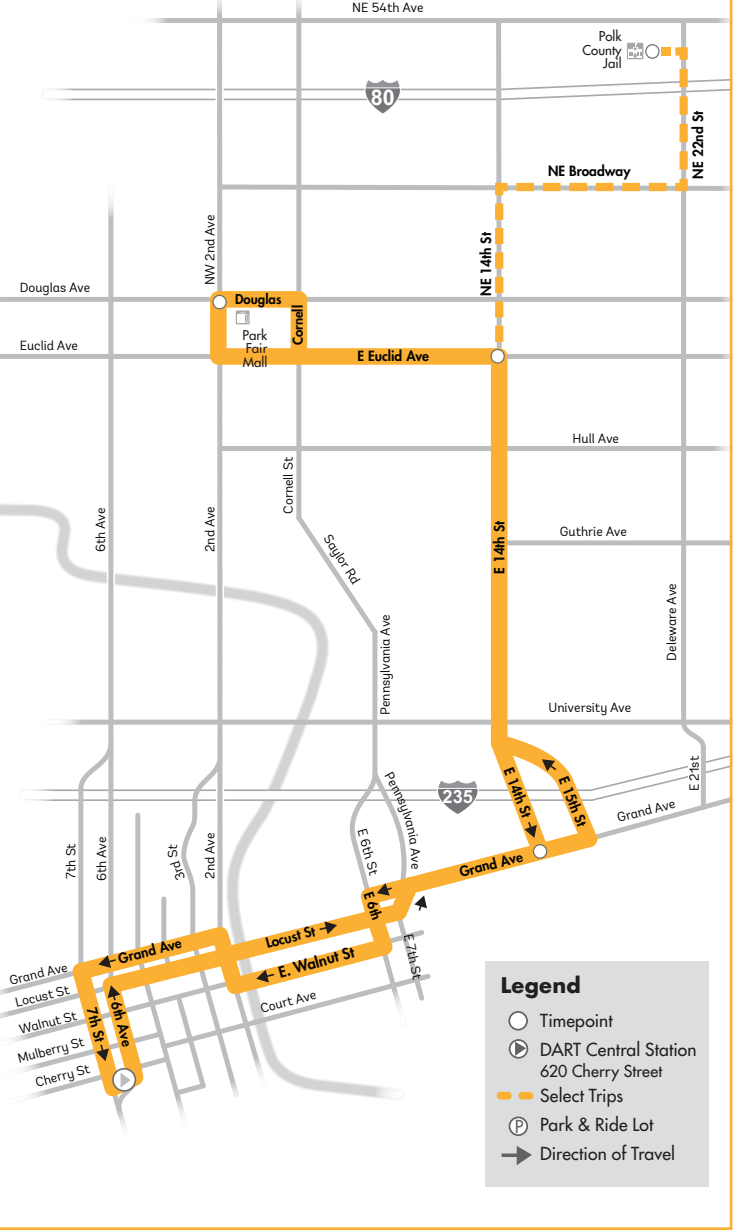 NE 54th Ave
Polk
County
Jail
80
NE 22nd St
NE Broadway
NW 2nd Ave
NE 14th St
Douglas Ave
Douglas
Cornell
Park
Fair
Mall
Euclid Ave
E Euclid Ave
Hull Ave
Cornell St
6th Ave
2nd Ave
E 14th St
Guthrie Ave
Saylor Rd
Deleware Ave
Pennsylvania Ave
University Ave
E 21st
235
Pennsylvania Ave
E 14th St
E 15th St
Grand Ave
7th St
6th Ave
3rd St
2nd Ave
E 6th St
Grand Ave
E 6th
Locust St
E. Walnut St
E 7th St
Grand Ave
Grand Ave
Locust St
Walnut St
Mulberry St
Cherry St
7th St
6th Ave
Court Ave
Legend
Timepoint
DART Central Station
620 Cherry Street
Select Trips
P
Park & Ride Lot
Direction of Travel